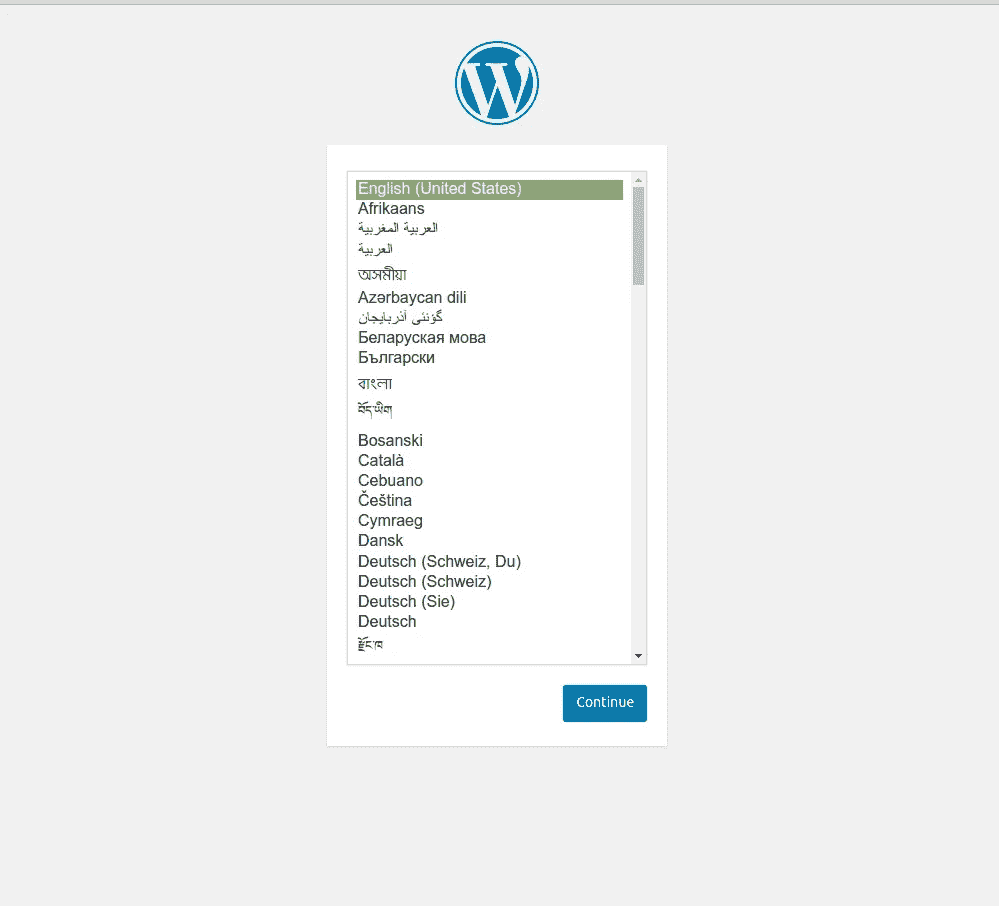 English (United States)
Afrikaans
العربية المغربية
العربية
অসমীয়া
Azərbaycan dili
گؤنئی آذربایجان
Беларуская мова
Български
বাংলা
བོད་ཡིག
Bosanski
Català
Cebuano
Čeština
Cymraeg
Dansk
Deutsch (Schweiz, Du)
Deutsch (Schweiz)
Deutsch (Sie)
Deutsch
རྫོང་ཁ
Continue